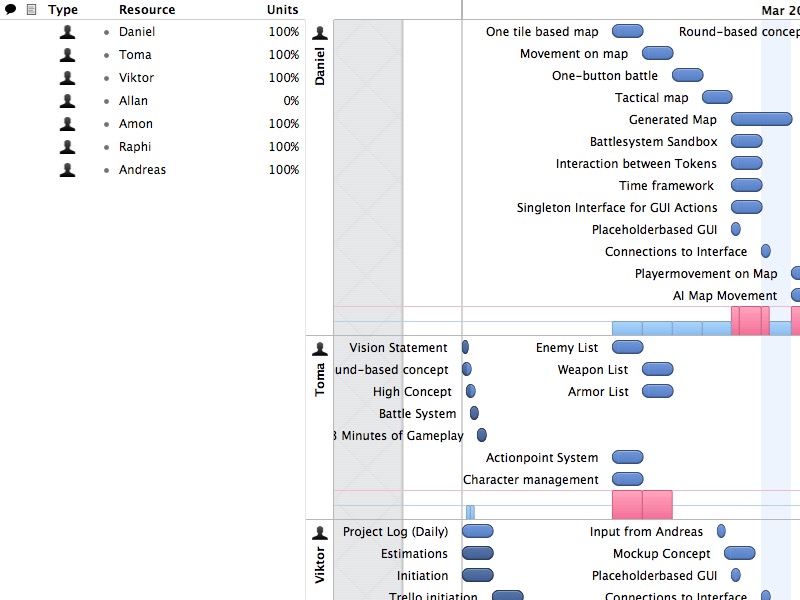 Type Resource Units Mar 20
Daniel 100%
Toma 100%
Viktor 100%
Allan 0%
Amon 100%
Raphi 100%
Andreas 100%
Daniel
One tile based map Round-based concep
Movement on map
One-button battle
Tactical map
Generated Map
Battlesystem Sandbox
Interaction between Tokens
Time framework
Singleton Interface for GUI Actions
Placeholderbased GUI
Connections to Interface
Playermovement on Map
AI Map Movement
Toma
Vision Statement Enemy List
und-based concept Weapon List
High Concept Armor List
Battle System
3 Minutes of Gameplay
Actionpoint System
Character management
Viktor
Project Log (Daily) Input from Andreas
Estimations Mockup Concept
Initiation Placeholderbased GUI
Trello initiation Connections to Interface